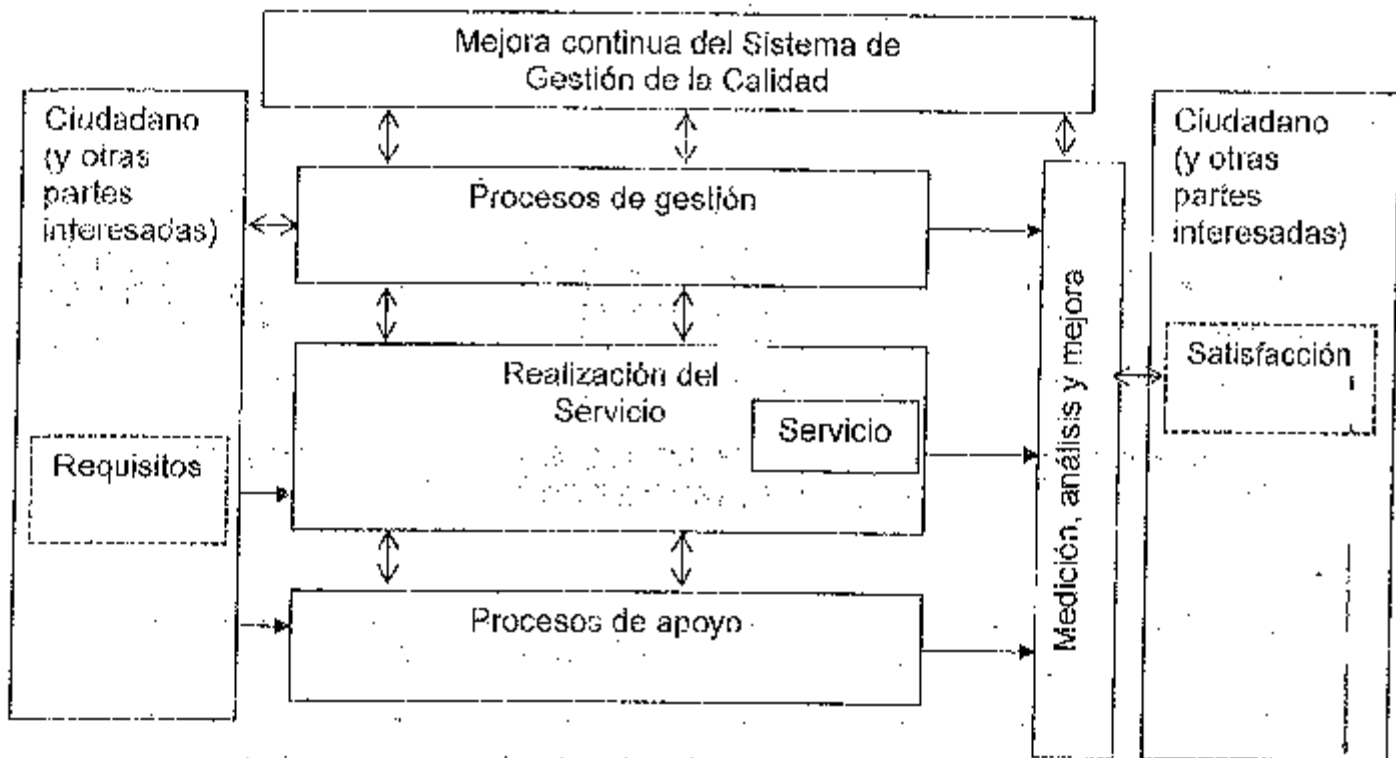 Mejora continua del Sistema de
Gestión de la Calidad
Ciudadano
(y otras
partes
interesadas)
Requisitos
Procesos de gestión
Realización del
Servicio
Servicio
Procesos de apoyo
Medición, análisis y mejora
Ciudadano
(y otras
partes
interesadas)
Satisfacción